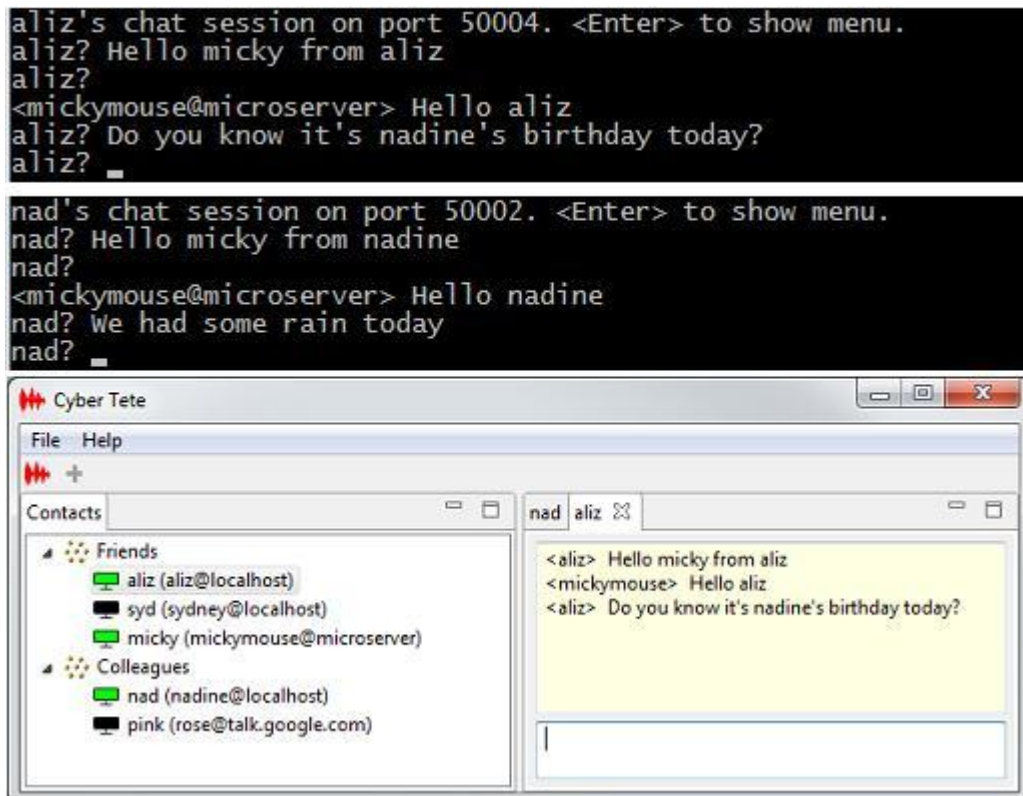 aliz's chat session on port 50004. <Enter> to show menu.
aliz? Hello micky from aliz
aliz?
<mickymouse@microserver> Hello aliz
aliz? Do you know it's nadine's birthday today?
aliz?
nad's chat session on port 50002. <Enter> to show menu.
nad? Hello micky from nadine
nad?
<mickymouse@microserver> Hello nadine
nad? We had some rain today
nad?
Cyber Tete
File Help
Contacts
Friends
aliz (aliz@localhost)
syd (sydney@localhost)
micky (mickymouse@microserver)
Colleagues
nad (nadine@localhost)
pink (rose@talk.google.com)
nad aliz
<aliz> Hello micky from aliz
<mickymouse> Hello aliz
<aliz> Do you know it's nadine's birthday today?